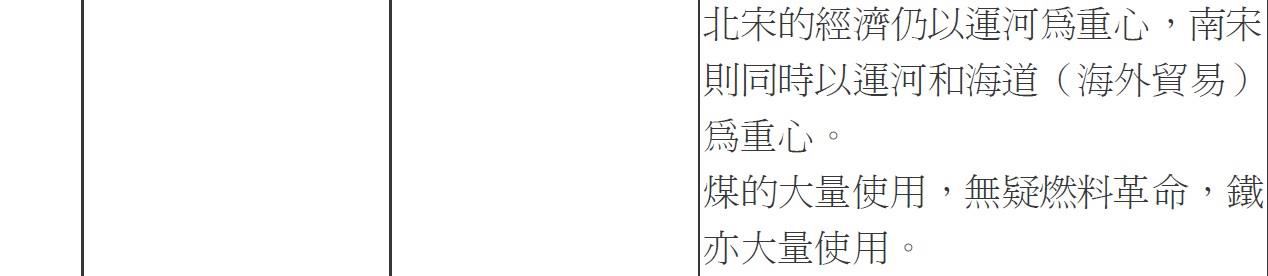 北宋的經濟仍以運河爲重心，南宋
則同時以運河和海道（海外貿易）
爲重心。
煤的大量使用，無疑燃料革命，鐵
亦大量使用。